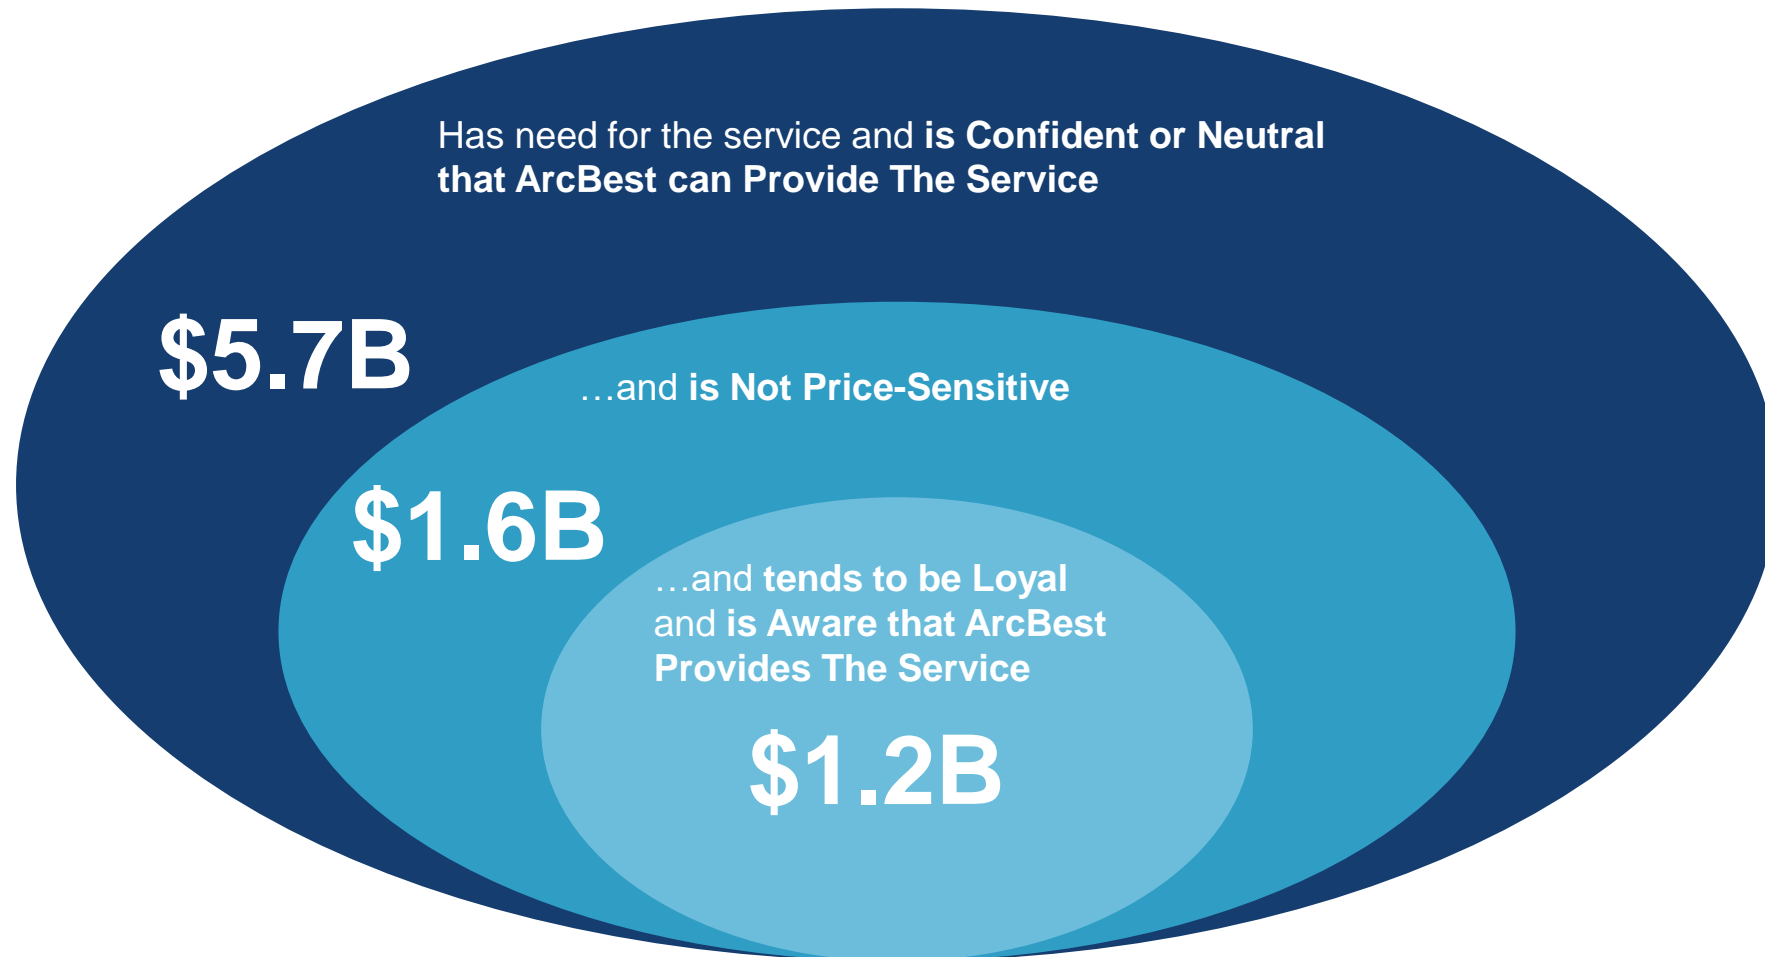 Has need for the service and is Confident or Neutral
that ArcBest can Provide The Service
$5.7B
…and is Not Price-Sensitive
$1.6B
…and tends to be Loyal
and is Aware that ArcBest
Provides The Service
$1.2B